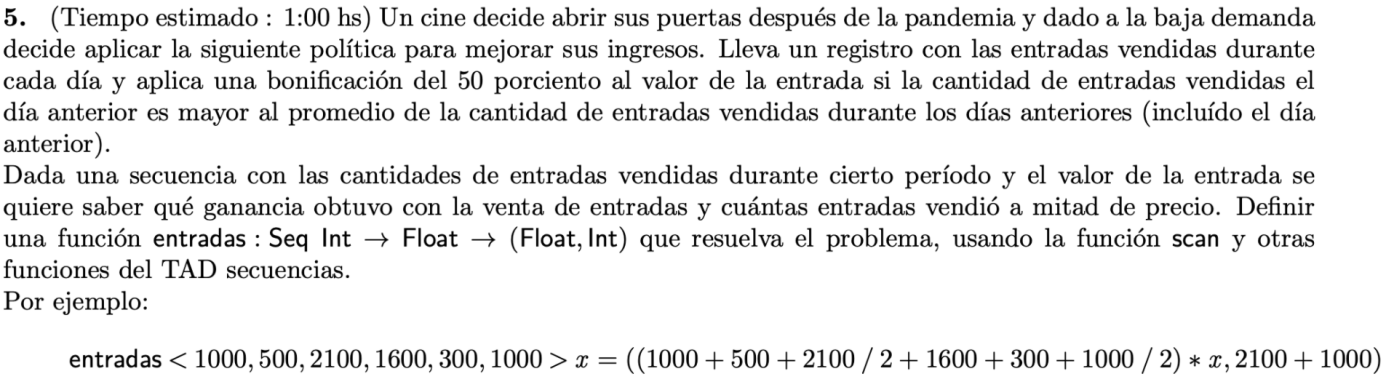 5. (Tiempo estimado : 1:00 hs) Un cine decide abrir sus puertas después de la pandemia y dado a la baja demanda
decide aplicar la siguiente política para mejorar sus ingresos. Lleva un registro con las entradas vendidas durante
cada día y aplica una bonificación del 50 porciento al valor de la entrada si la cantidad de entradas vendidas el
día anterior es mayor al promedio de la cantidad de entradas vendidas durante los días anteriores (incluído el día
anterior).
Dada una secuencia con las cantidades de entradas vendidas durante cierto período y el valor de la entrada se
quiere saber qué ganancia obtuvo con la venta de entradas y cuántas entradas vendió a mitad de precio. Definir
una función entradas : Seq Int → Float → (Float, Int) que resuelva el problema, usando la función scan y otras
funciones del TAD secuencias.
Por ejemplo:
entradas < 1000, 500, 2100, 1600, 300, 1000 > x = ((1000 + 500 + 2100 / 2 + 1600 + 300 + 1000 / 2) ∗ x, 2100 + 1000)